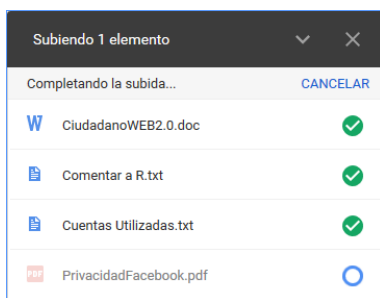 Subiendo 1 elemento
Completando la subida... CANCELAR
W CiudadanoWEB2.0.doc
Comentar a R.txt
Cuentas Utilizadas.txt
PDF PrivacidadFacebook.pdf